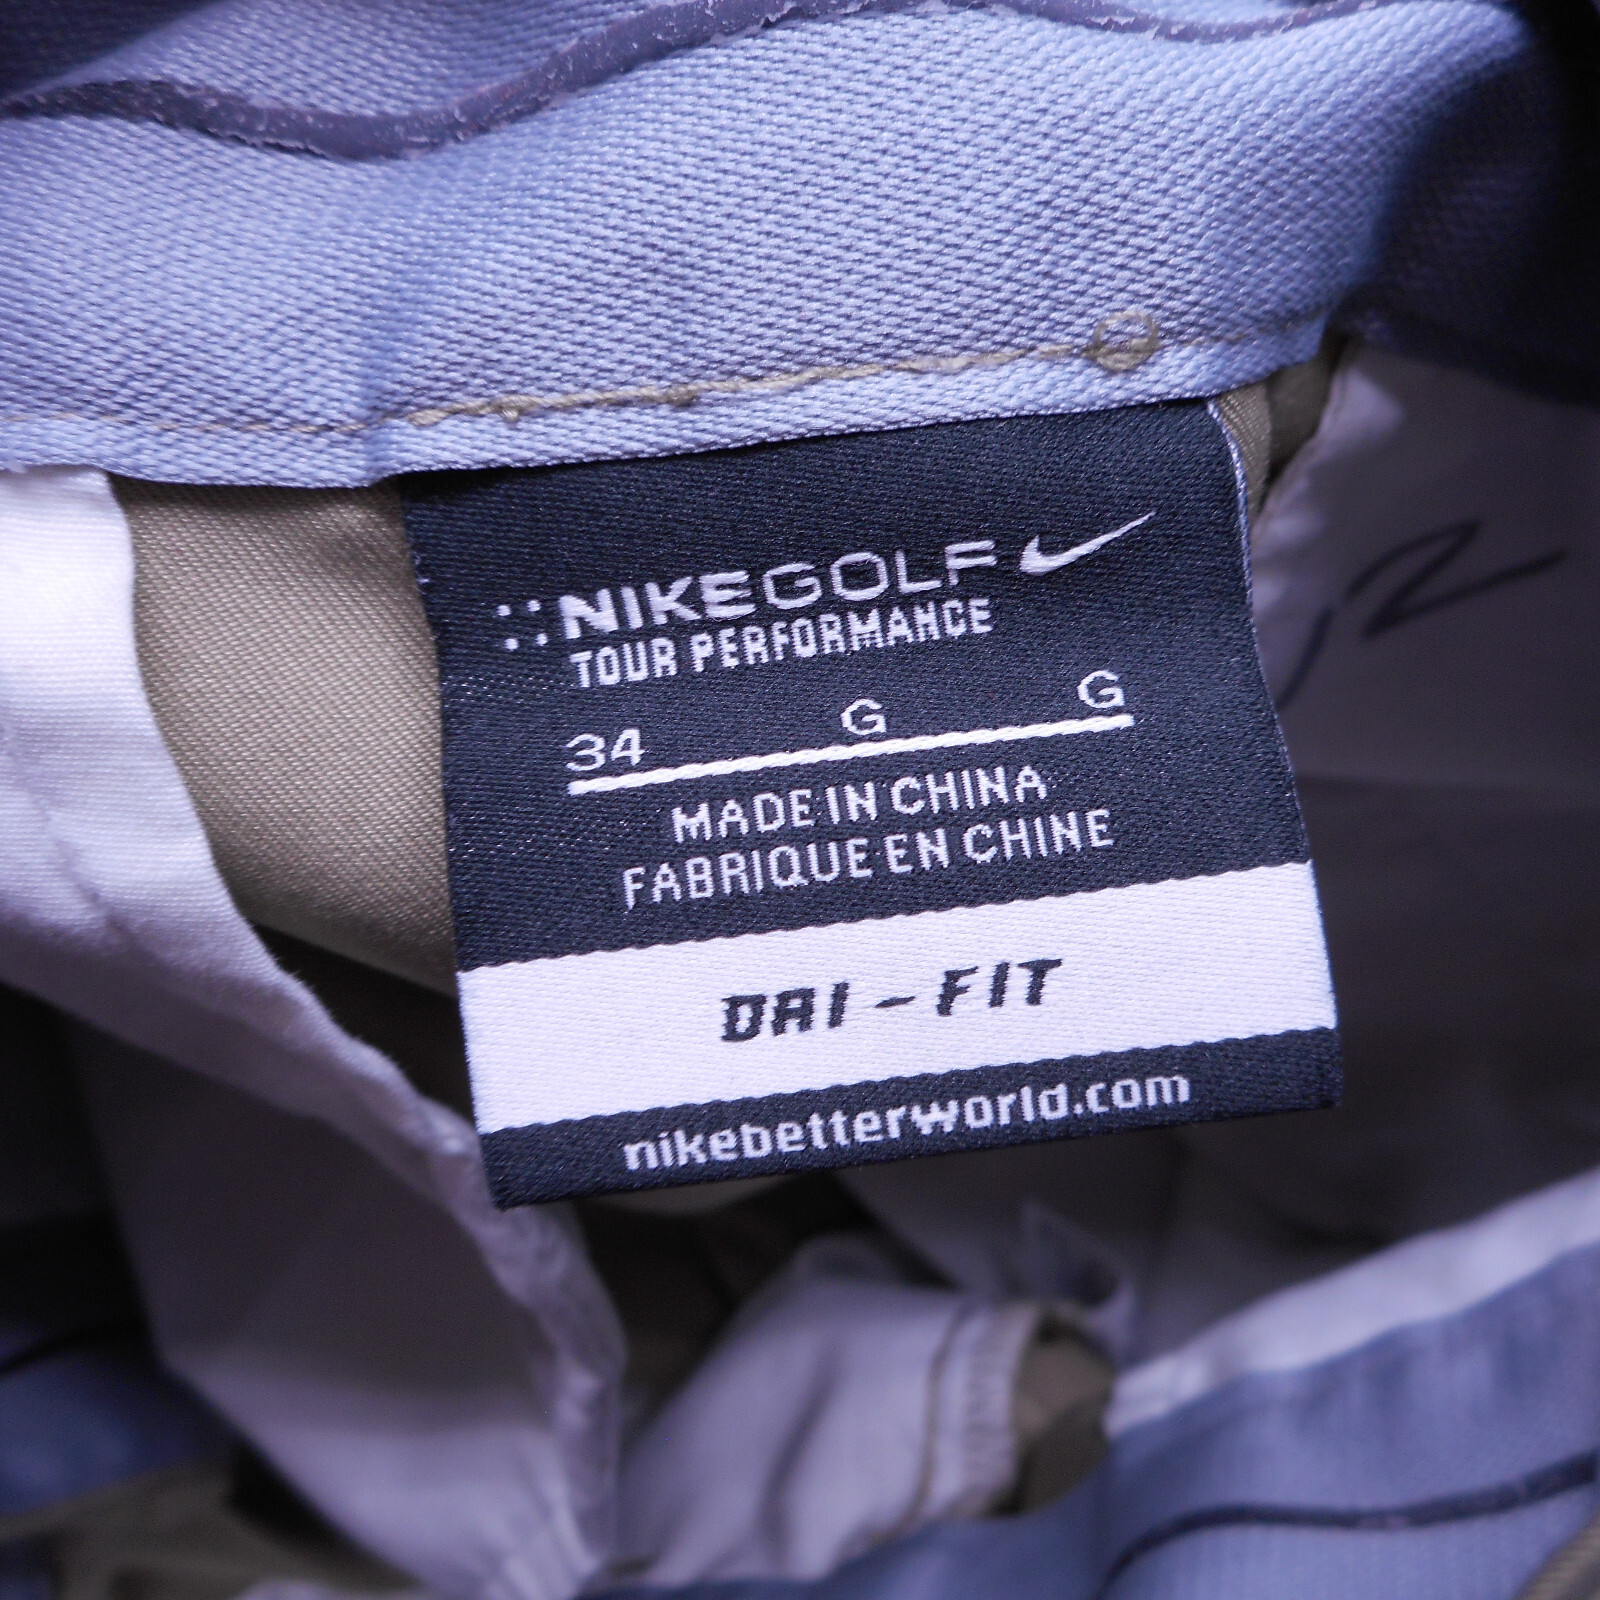 NIKEGOLF
TOUR PERFORMANCE
34 G G
MADE IN CHINA
FABRIQUE EN CHINE
DRI-FIT
nikebetterworld.com